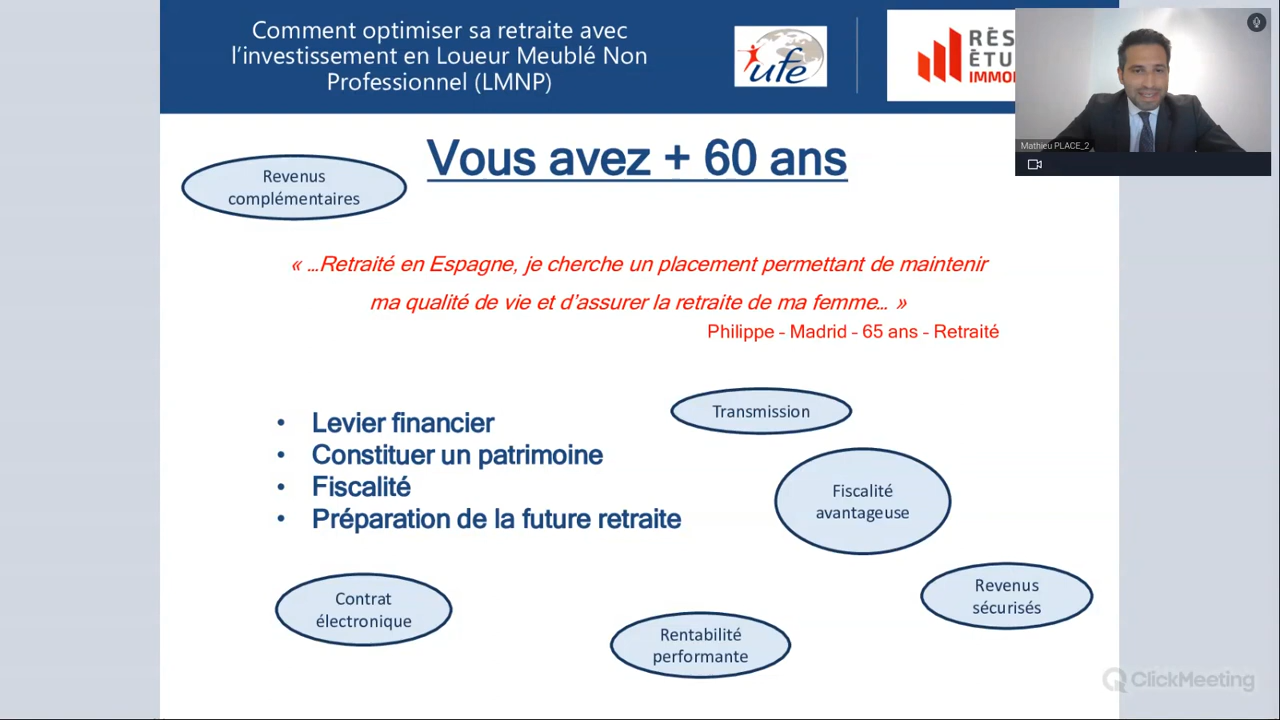 Comment optimiser sa retraite avec
l'investissement en Loueur Meublé Non
Professionnel (LMNP)
ufe
RÉS
ÉTU
IMMO
Mathieu PLACE_2
Vous avez + 60 ans
Revenus
complémentaires
« ...Retraité en Espagne, je cherche un placement permettant de maintenir
ma qualité de vie et d'assurer la retraite de ma femme... »
Philippe - Madrid - 65 ans - Retraité
• Levier financier
• Constituer un patrimoine
• Fiscalité
• Préparation de la future retraite
Transmission
Fiscalité
avantageuse
Revenus
sécurisés
Contrat
électronique
Rentabilité
performante
ClickMeeting